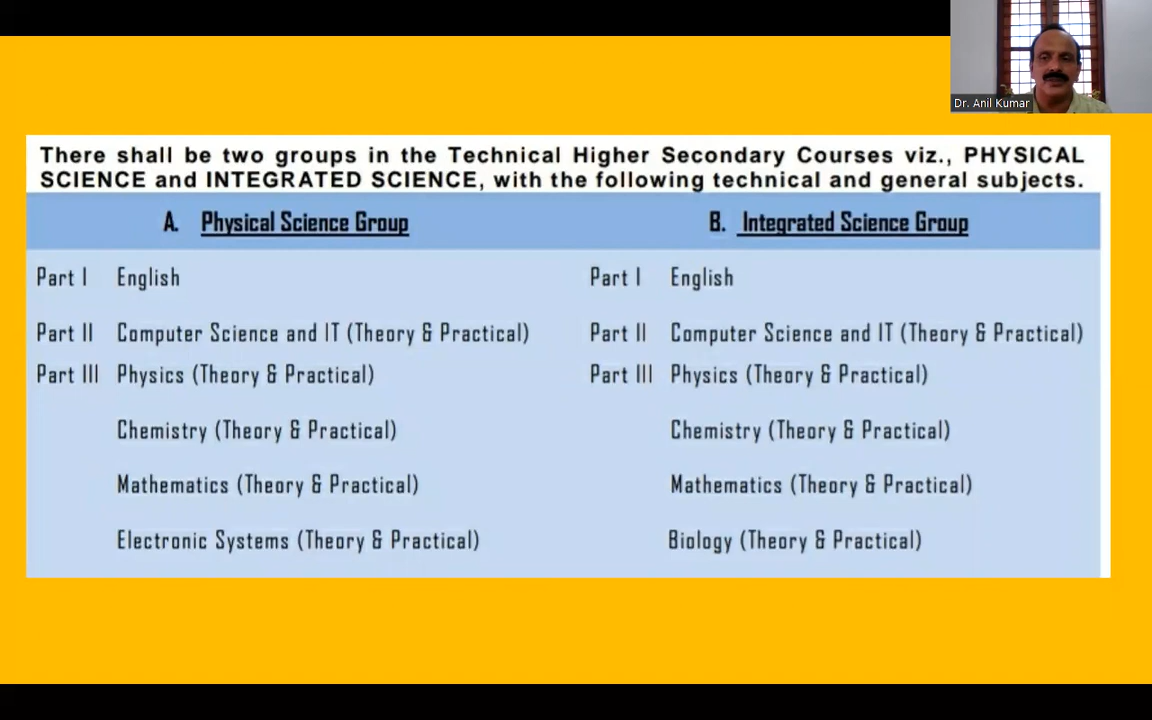 Dr. Anil Kumar
There shall be two groups in the Technical Higher Secondary Courses viz., PHYSICAL
SCIENCE and INTEGRATED SCIENCE, with the following technical and general subjects.
A. Physical Science Group
Part I English
Part II Computer Science and IT (Theory & Practical)
Part III Physics (Theory & Practical)
Chemistry (Theory & Practical)
Mathematics (Theory & Practical)
Electronic Systems (Theory & Practical)
B. Integrated Science Group
Part I English
Part II Computer Science and IT (Theory & Practical)
Part III Physics (Theory & Practical)
Chemistry (Theory & Practical)
Mathematics (Theory & Practical)
Biology (Theory & Practical)